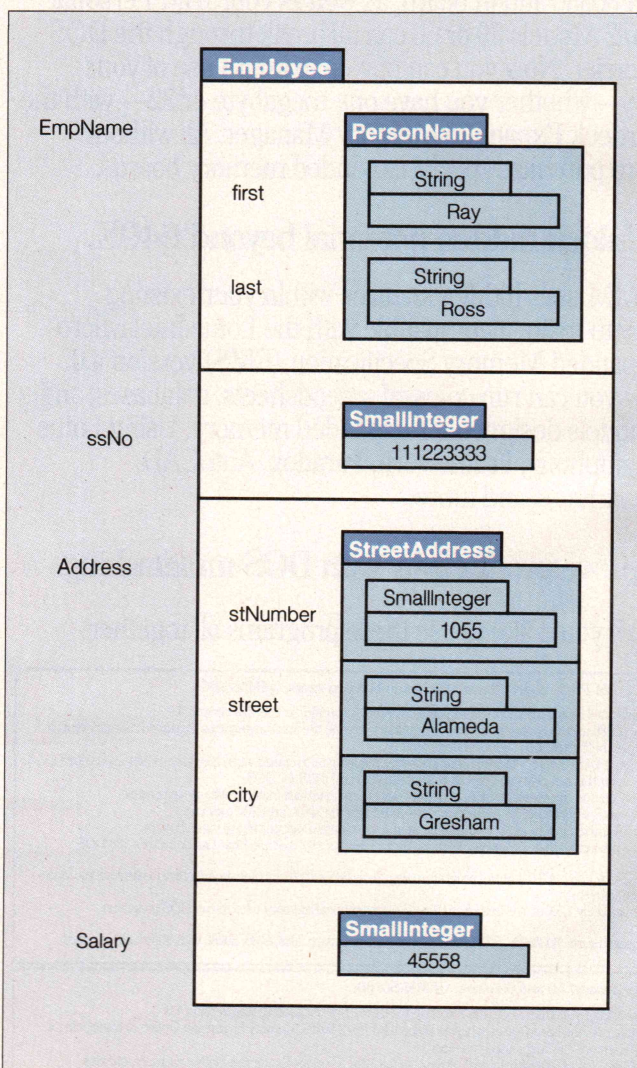 Employee
EmpName
PersonName
first
String
Ray
last
String
Ross
ssNo
SmallInteger
111223333
Address
StreetAddress
stNumber
SmallInteger
1055
street
String
Alameda
city
String
Gresham
Salary
SmallInteger
45558